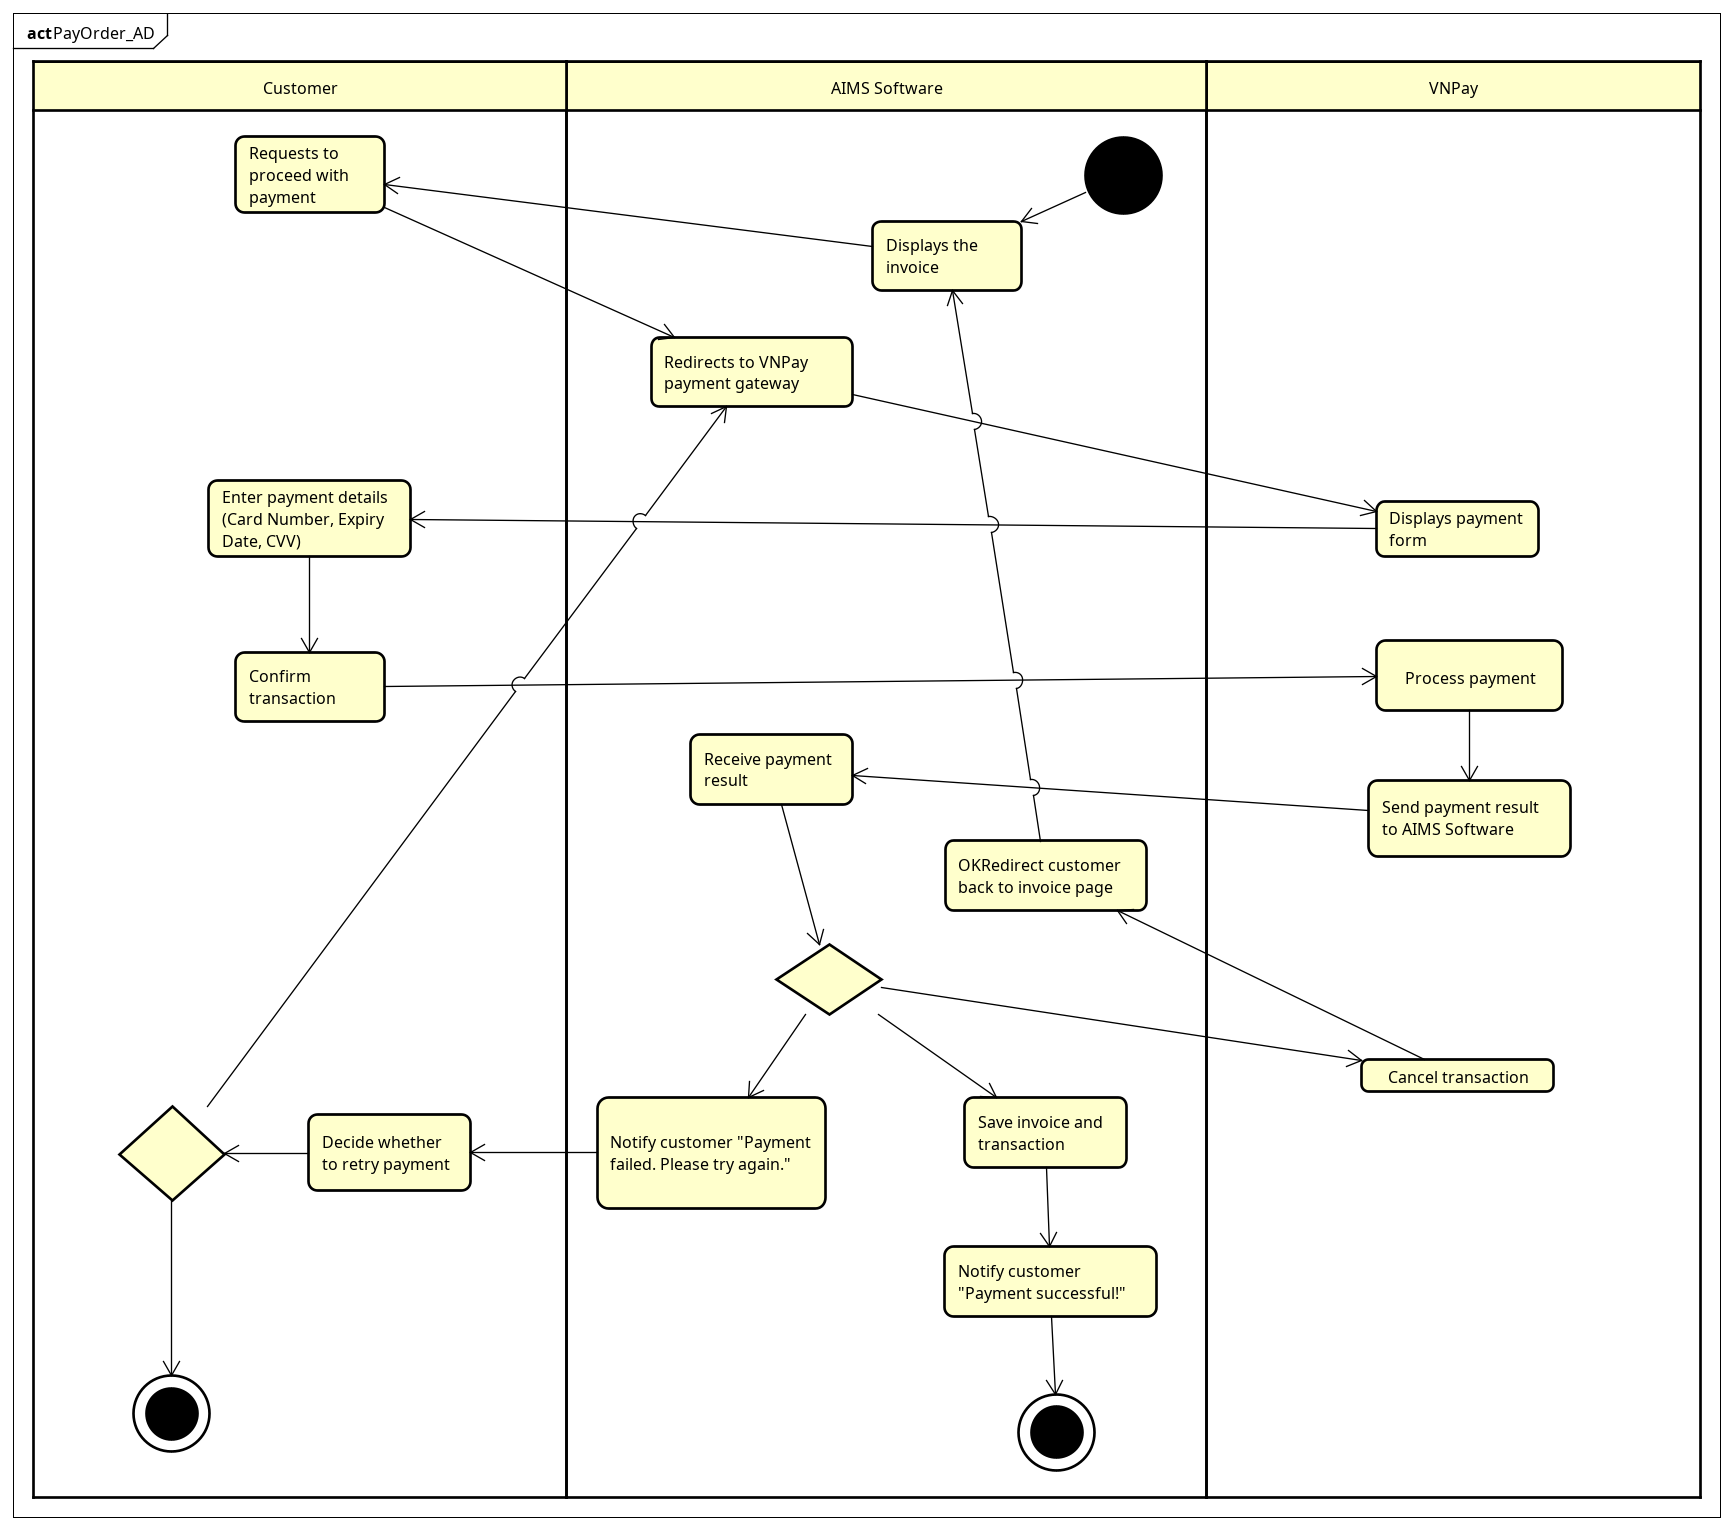 act PayOrder_AD
Customer
AIMS Software
VNPay
Requests to
proceed with
payment
Displays the
invoice
Redirects to VNPay
payment gateway
Enter payment details
(Card Number, Expiry
Date, CVV)
Displays payment
form
Confirm
transaction
Process payment
Receive payment
result
Send payment result
to AIMS Software
OKRedirect customer
back to invoice page
Cancel transaction
Decide whether
to retry payment
Notify customer "Payment
failed. Please try again."
Save invoice and
transaction
Notify customer
"Payment successful!"